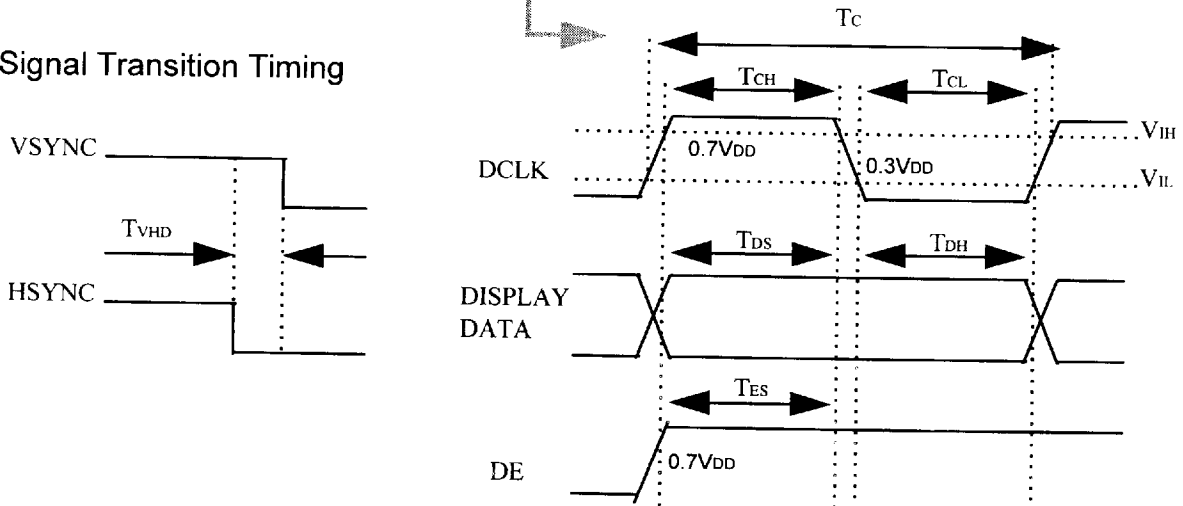 Signal Transition Timing
VSYNC
TVHD
HSYNC
TC
TCH
TCL
DCLK
0.7VDD
0.3VDD
VIH
VIL
TDS
TDH
DISPLAY
DATA
TES
DE
0.7VDD